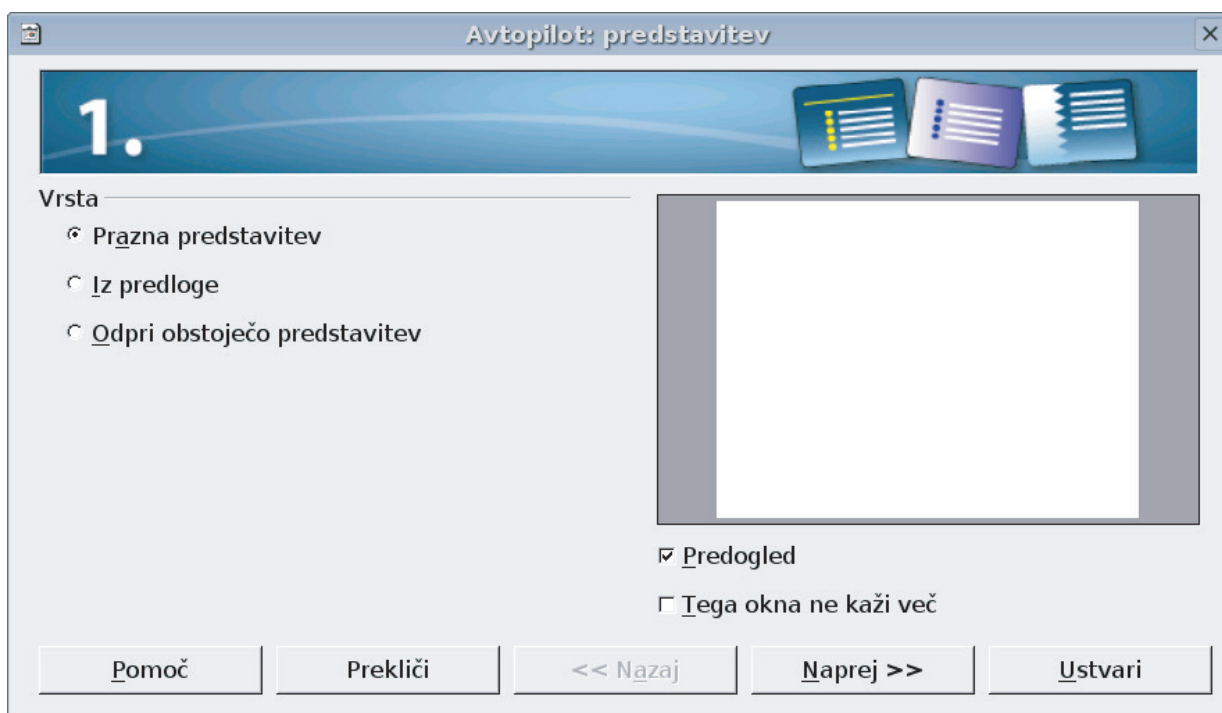 Avtopilot: predstavitev
1.
Vrsta
Prazna predstavitev
Iz predloge
Odpri obstoječo predstavitev
Predogled
Tega okna ne kaži več
Pomoč
Prekliči
<< Nazaj
Naprej >>
Ustvari